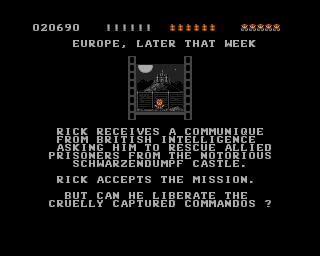 020690
EUROPE, LATER THAT WEEK
RICK RECEIVES A COMMUNIQUE
FROM BRITISH INTELLIGENCE
ASKING HIM TO RESCUE ALLIED
PRISONERS FROM THE NOTORIOUS
SCHWARZENDUMPF CASTLE.
RICK ACCEPTS THE MISSION.
BUT CAN HE LIBERATE THE
CRUELLY CAPTURED COMMANDOS ?